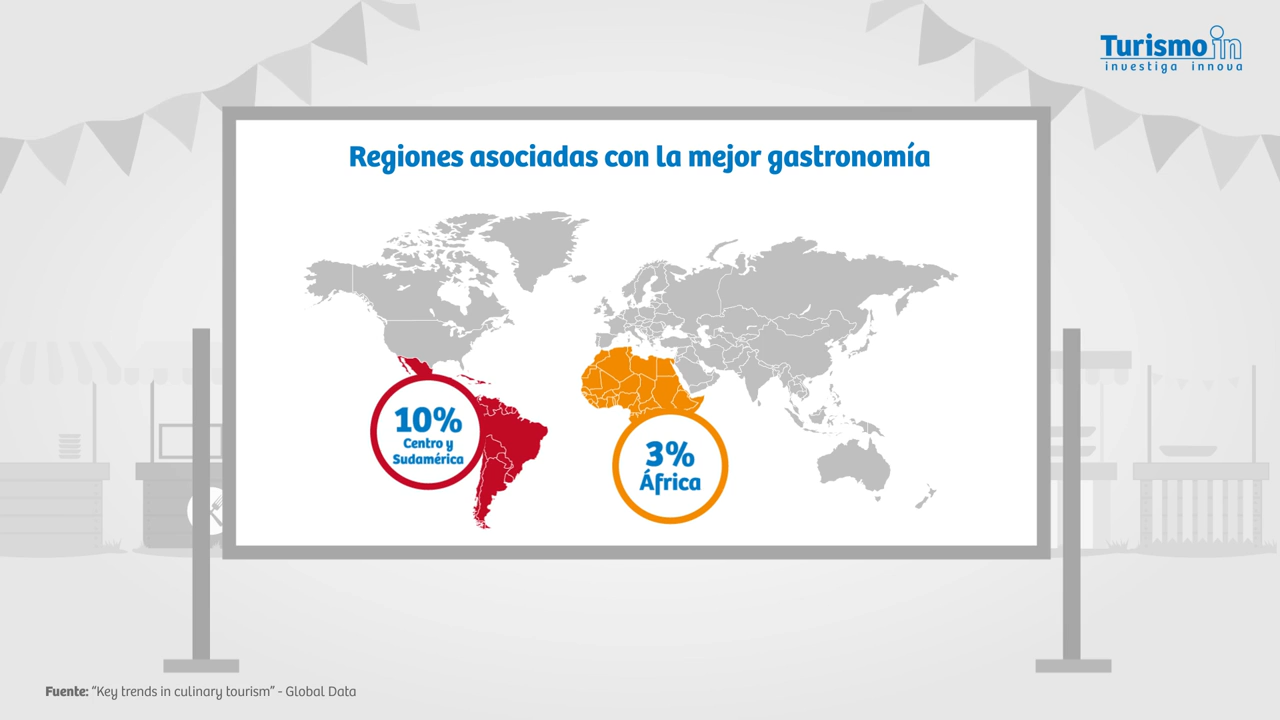 Turismo in
investiga innova
Regiones asociadas con la mejor gastronomía
10%
Centro y
Sudamérica
3%
África
Fuente: “Key trends in culinary tourism” - Global Data